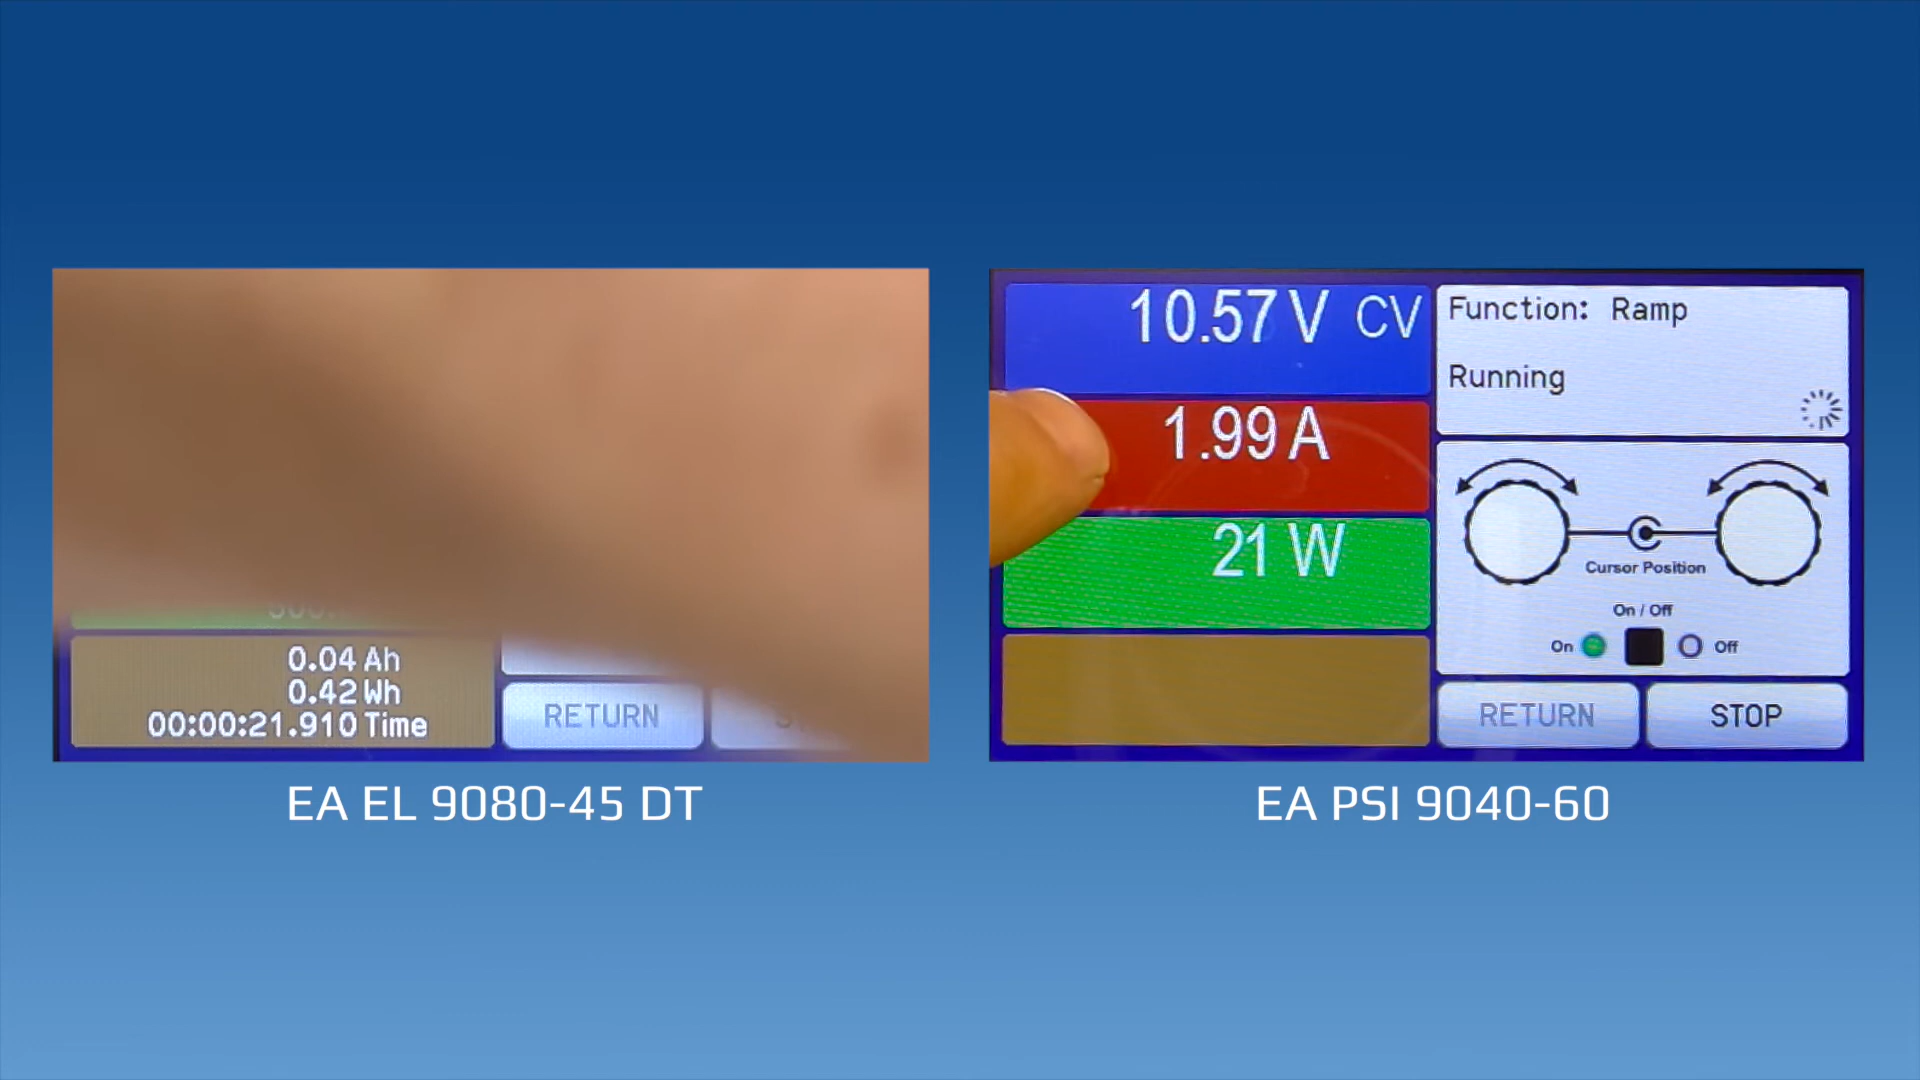 0.04 Ah
0.42 Wh
00:00:21.910 Time
RETURN
EA EL 9080-45 DT
10.57 V CV
1.99 A
21 W
Function: Ramp
Running
Cursor Position
On / Off
On Off
RETURN
STOP
EA PSI 9040-60